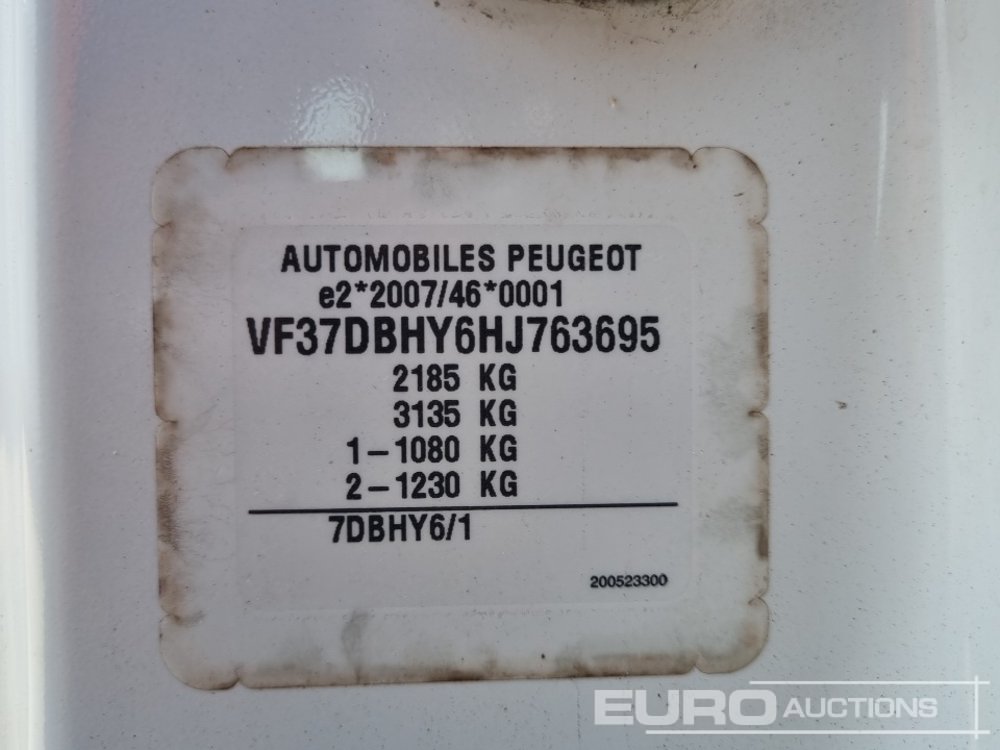 AUTOMOBILES PEUGEOT
e2*2007/46*0001
VF37DBHY6HJ763695
2185 KG
3135 KG
1-1080 KG
2-1230 KG
7DBHY6/1
200523300
EURO AUCTIONS